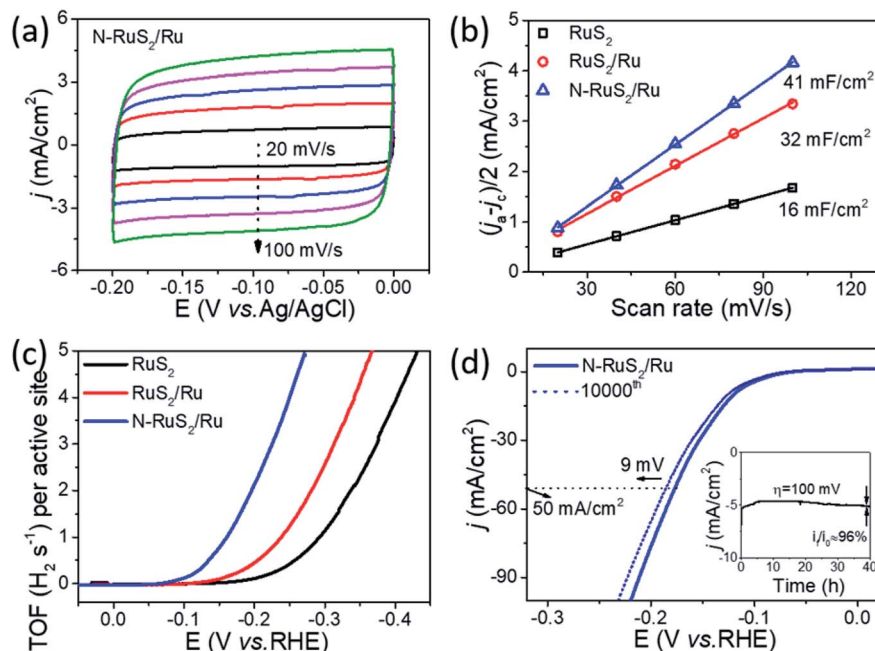 (a)
N-RuS₂/Ru
20 mV/s
100 mV/s
j (mA/cm²)
6
3
0
-3
-6
-0.20
-0.15
-0.10
-0.05
0.00
E (V vs.Ag/AgCl)
(b)
RuS₂
RuS₂/Ru
N-RuS₂/Ru
41 mF/cm²
32 mF/cm²
16 mF/cm²
(jₐ-j꜀)/2 (mA/cm²)
5
4
3
2
1
0
30
60
90
120
Scan rate (mV/s)
(c)
RuS₂
RuS₂/Ru
N-RuS₂/Ru
TOF (H₂ s⁻¹) per active site
5
4
3
2
1
0
0.0
-0.1
-0.2
-0.3
-0.4
E (V vs.RHE)
(d)
N-RuS₂/Ru
10000ᵗʰ
9 mV
50 mA/cm²
j (mA/cm²)
0
-30
-60
-90
-0.3
-0.2
-0.1
0.0
E (V vs.RHE)
η=100 mV
i/i₀≈96%
j (mA/cm²)
0
-5
-10
0
10
20
30
40
Time (h)